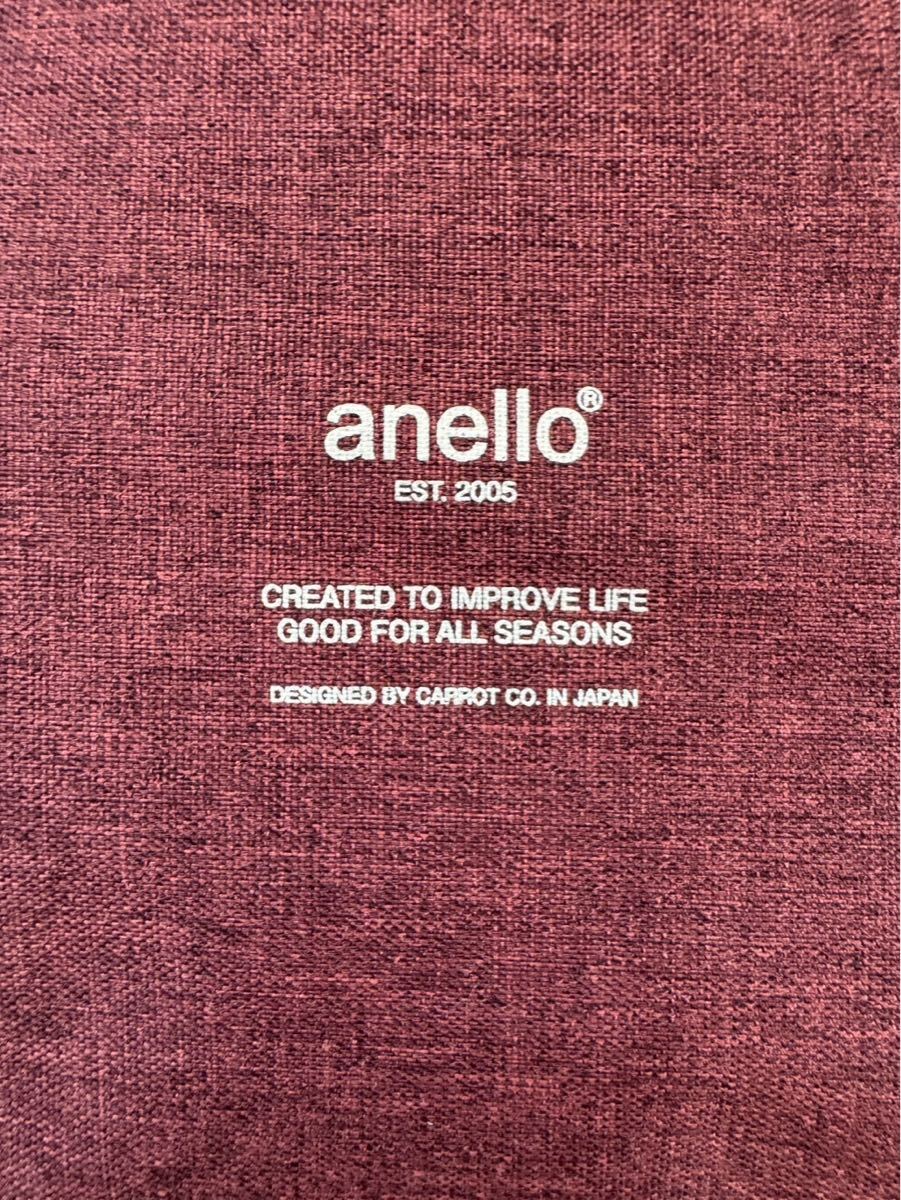 anello®
EST. 2005
CREATED TO IMPROVE LIFE
GOOD FOR ALL SEASONS
DESIGNED BY CARROT CO. IN JAPAN